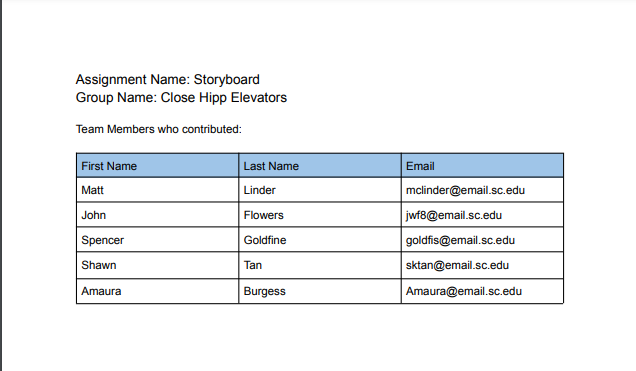 Assignment Name: Storyboard
Group Name: Close Hipp Elevators
Team Members who contributed:
First Name Last Name Email
Matt Linder mclinder@email.sc.edu
John Flowers jwf8@email.sc.edu
Spencer Goldfine goldfis@email.sc.edu
Shawn Tan sktan@email.sc.edu
Amaura Burgess Amaura@email.sc.edu